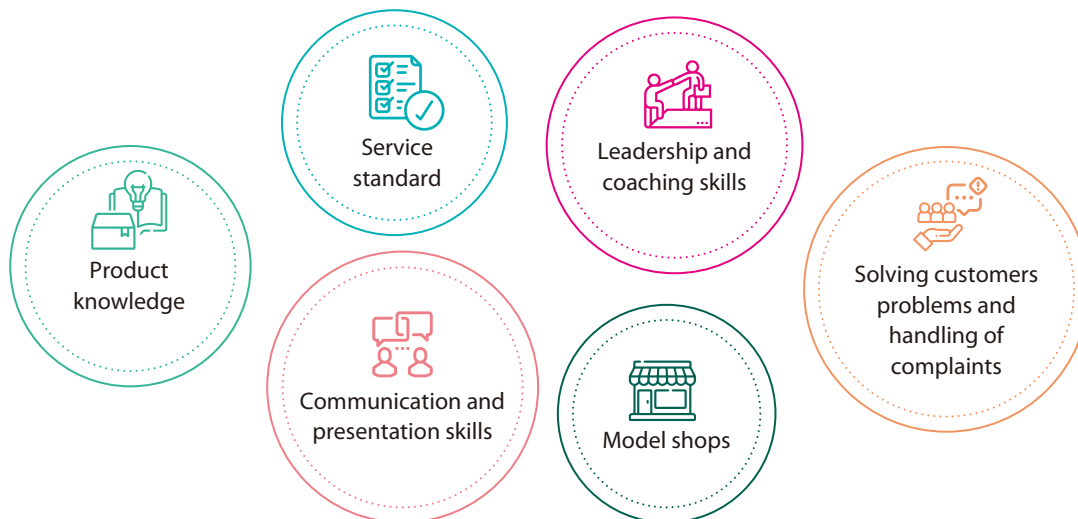 Product
knowledge
Service
standard
Communication and
presentation skills
Leadership and
coaching skills
Model shops
Solving customers
problems and
handling of
complaints